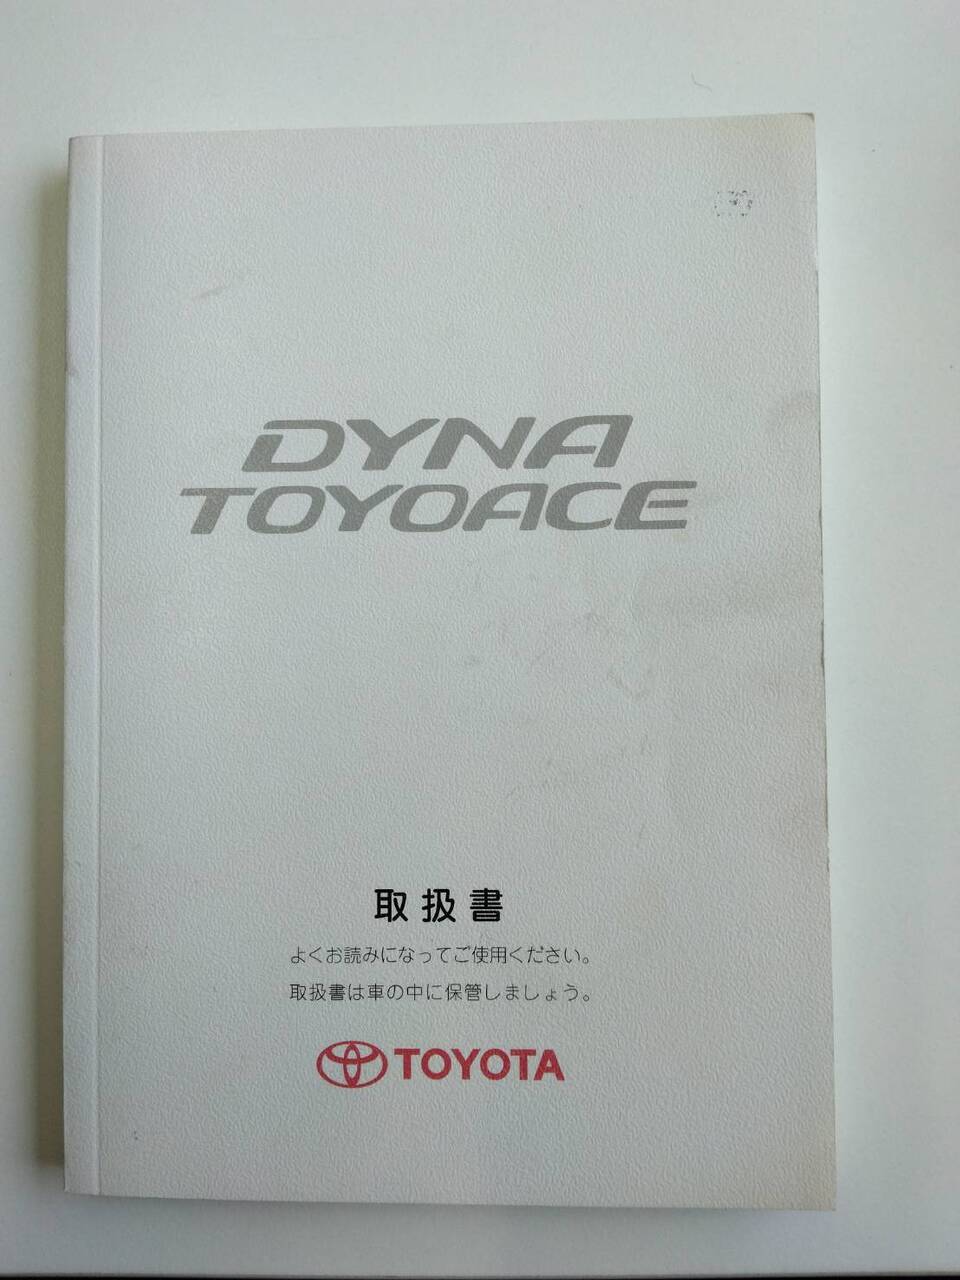 DYNA
TOYOACE
取扱書
よくお読みになってご使用ください。
取扱書は車の中に保管しましょう。
TOYOTA